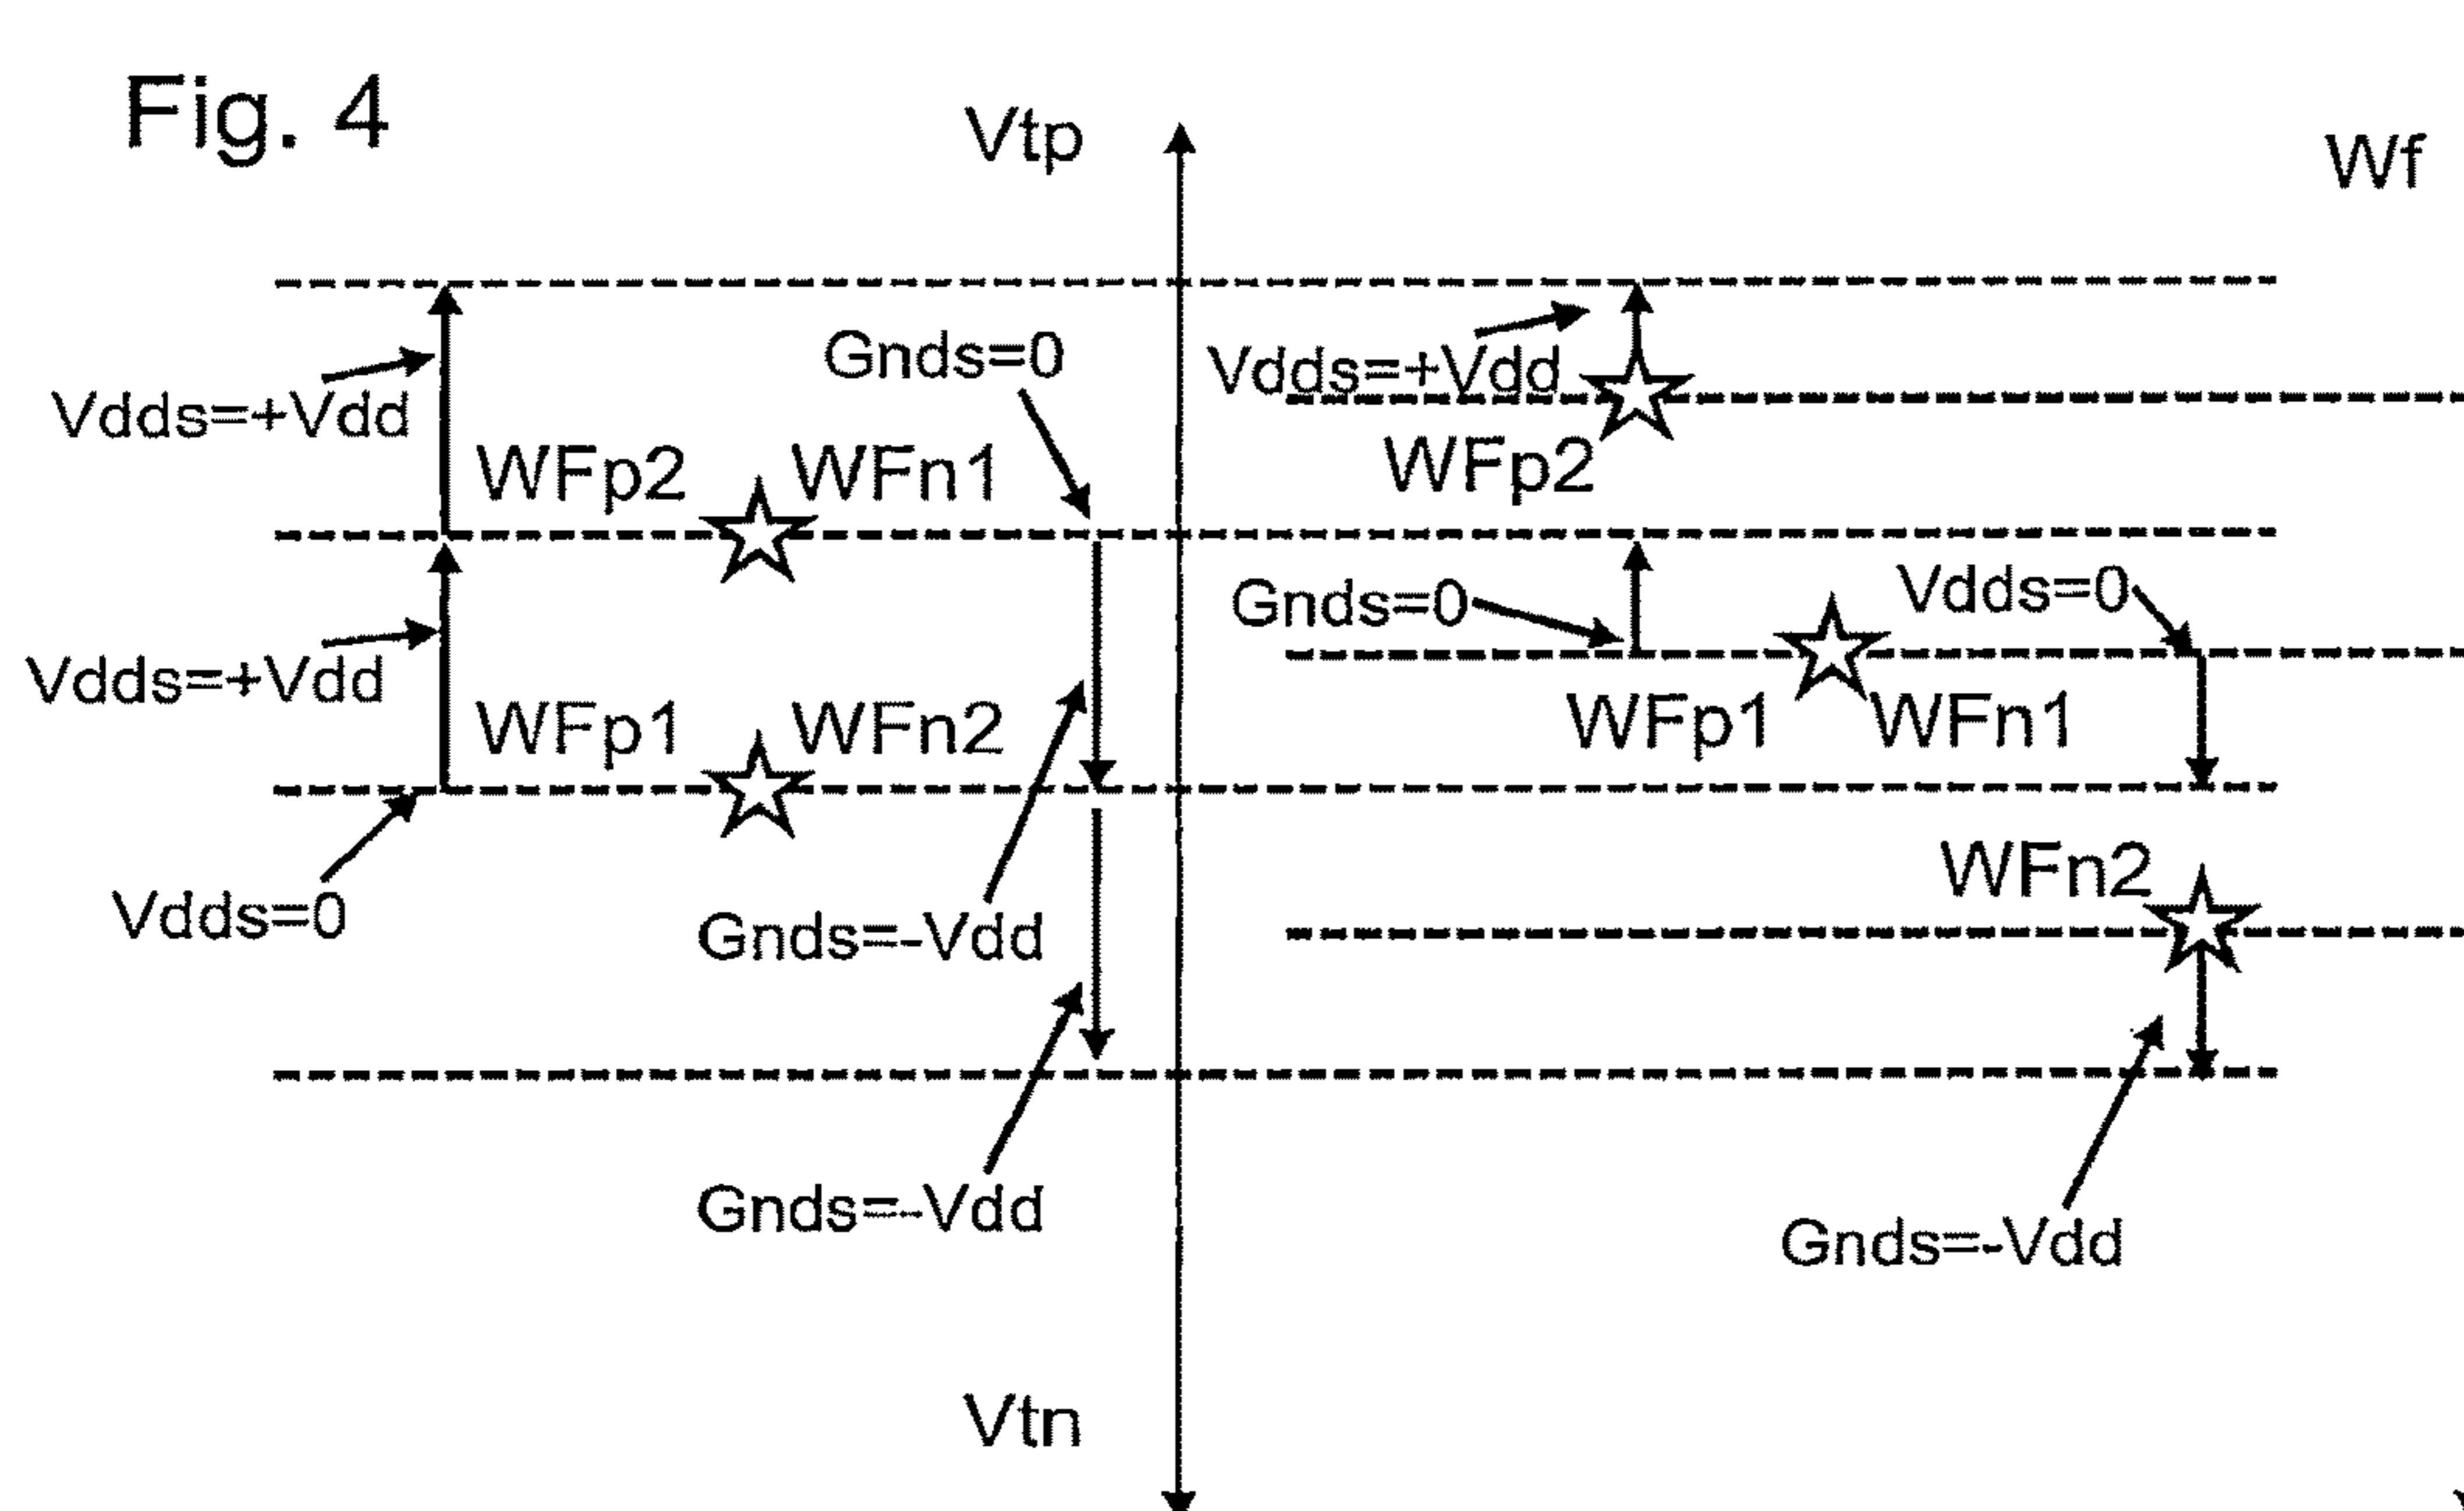 Fig. 4
Vtp
Wf
Gnds=0
Vdds=+Vdd
Vdds=+Vdd
WFp2
WFn1
WFp2
Gnds=0
Vdds=0
Vdds=+Vdd
WFp1
WFn2
WFp1
WFn1
WFn2
Vdds=0
Gnds=-Vdd
Gnds=-Vdd
Gnds=-Vdd
Vtn